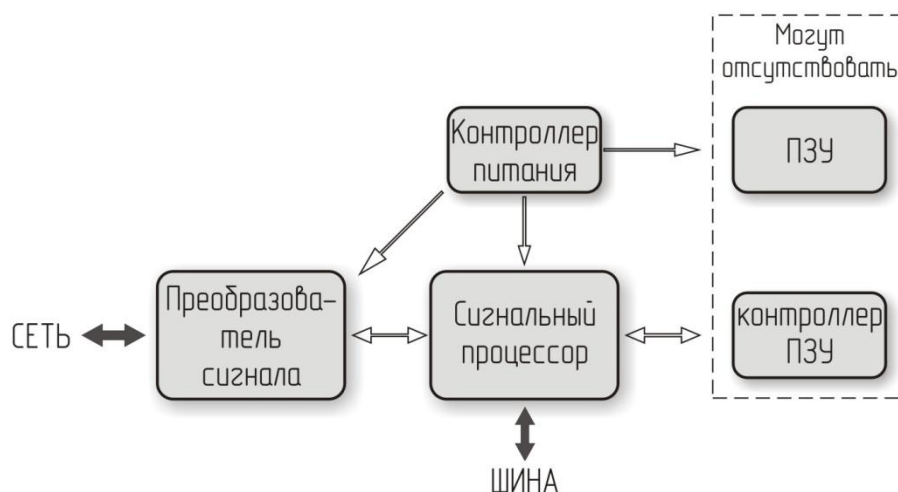 Могут
отсутствовать
Контроллер
питания
ПЗУ
Преобразова-
тель
сигнала
Сигнальный
процессор
контроллер
ПЗУ
СЕТЬ
ШИНА